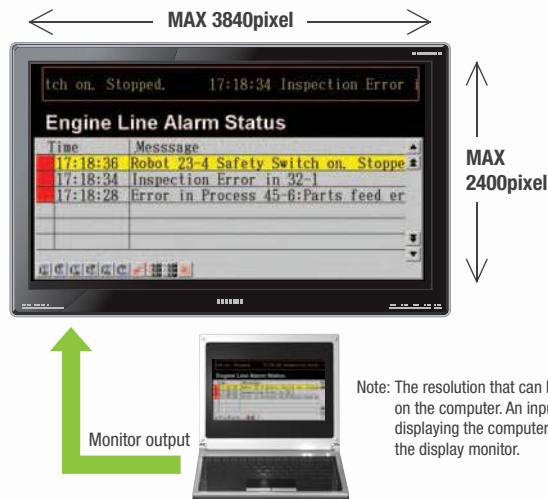 MAX 3840pixel
tch on. Stopped. 17:18:34 Inspection Error
Engine Line Alarm Status
Time Messsage
17:18:36 Robot 23-4 Safety Switch on. Stoppe
17:18:34 Inspection Error in 32-1
17:18:28 Error in Process 45-6:Parts feed er
MAX
2400pixel
Monitor output
Note: The resolution that can
on the computer. An
displaying the computer
the display monitor.